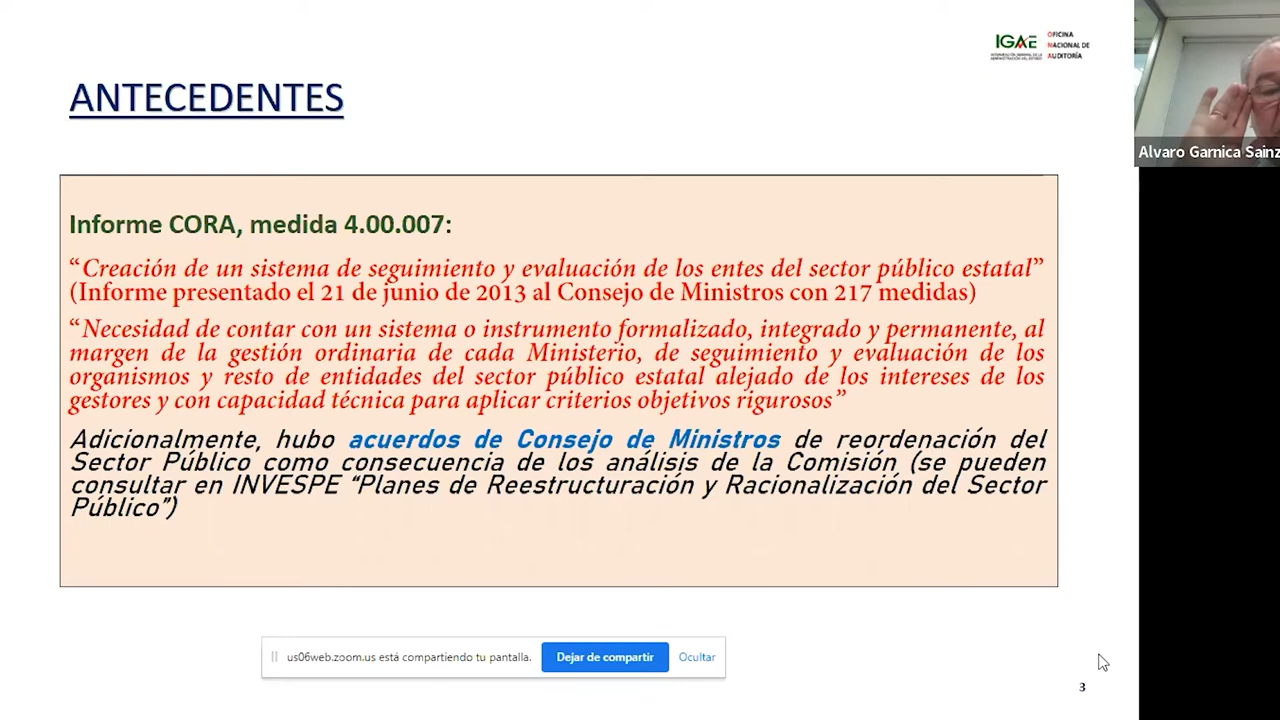 IGAE
OFICINA
NACIONAL DE
AUDITORÍA
ANTECEDENTES
Alvaro Garnica Sainz
Informe CORA, medida 4.00.007:
“Creación de un sistema de seguimiento y evaluación de los entes del sector público estatal”
(Informe presentado el 21 de junio de 2013 al Consejo de Ministros con 217 medidas)
“Necesidad de contar con un sistema o instrumento formalizado, integrado y permanente, al
margen de la gestión ordinaria de cada Ministerio, de seguimiento y evaluación de los
organismos y resto de entidades del sector público estatal alejado de los intereses de los
gestores y con capacidad técnica para aplicar criterios objetivos rigurosos”
Adicionalmente, hubo acuerdos de Consejo de Ministros de reordenación del
Sector Público como consecuencia de los análisis de la Comisión (se pueden
consultar en INVESPE “Planes de Reestructuración y Racionalización del Sector
Público”)
us06web.zoom.us está compartiendo tu pantalla. Dejar de compartir Ocultar
3